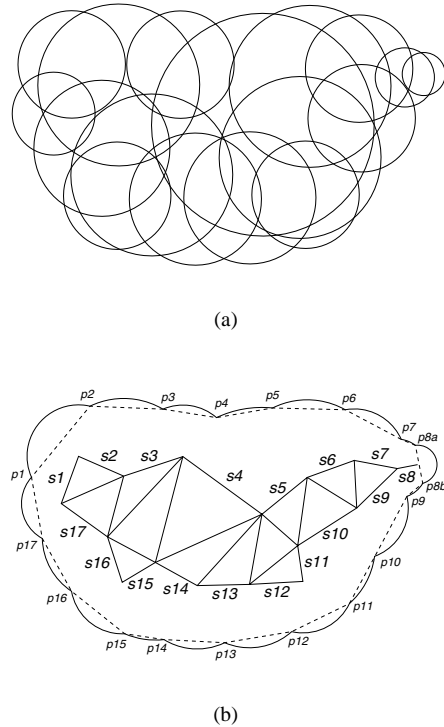 (a)
p2 p3 p4 p5 p6
p7
p8a
p1 s2 s3 s4 s6 s7
s1 s5 s8 p8b
s9 p9
p17 s17 s10
s16 s11 p10
s15 s14 s13 s12
p16 p11
p15 p14 p13 p12
(b)